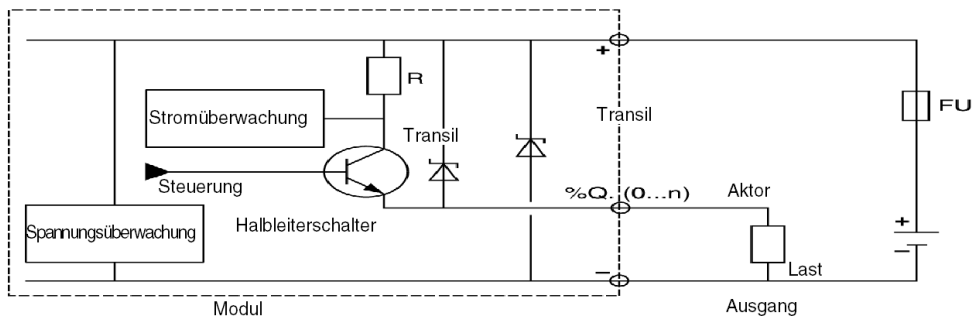 +
R
FU
Stromüberwachung
Transil
Transil
Steuerung
%Q. (0...n)
Aktor
Halbleiterschalter
Spannungsüberwachung
+
–
–
Last
Modul
Ausgang